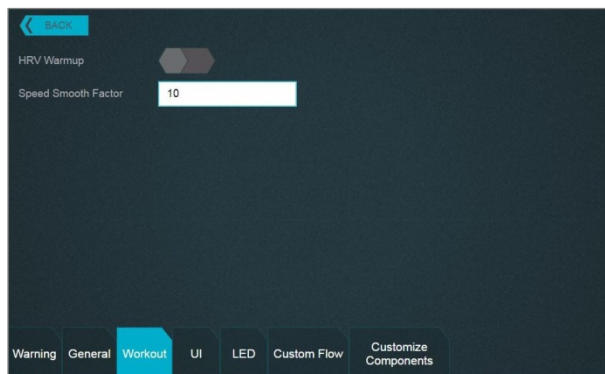 BACK
HRV Warmup
Speed Smooth Factor 10
Warning General Workout UI LED Custom Flow Customize
Components